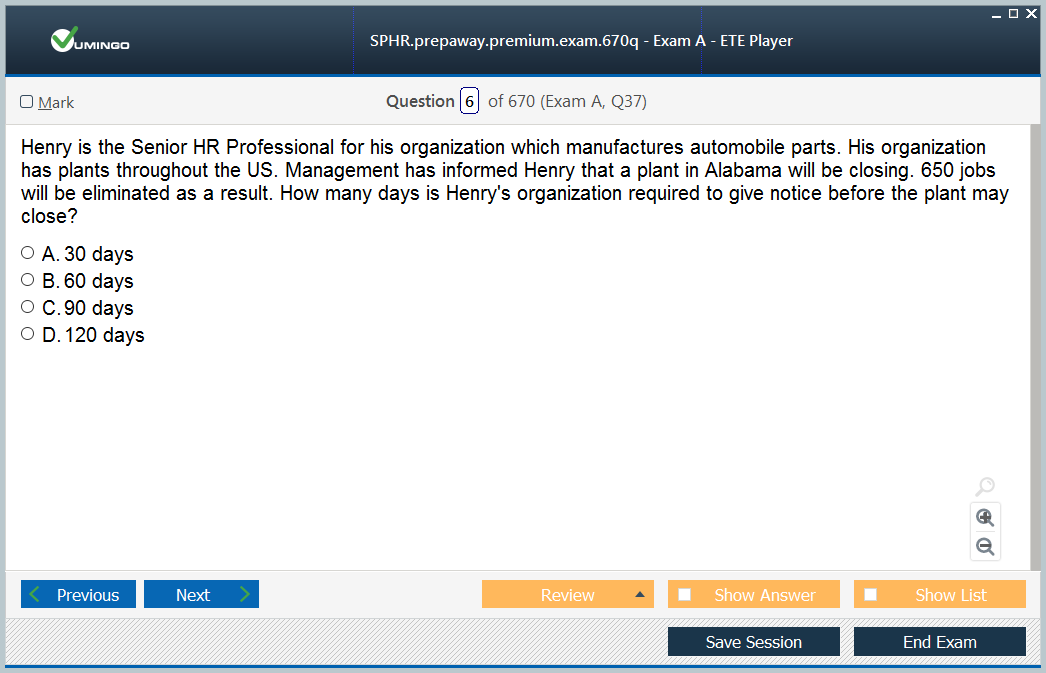 VUMINGO
SPHR.prepaway.premium.exam.670q - Exam A - ETE Player
Mark
Question 6 of 670 (Exam A, Q37)
Henry is the Senior HR Professional for his organization which manufactures automobile parts. His organization
has plants throughout the US. Management has informed Henry that a plant in Alabama will be closing. 650 jobs
will be eliminated as a result. How many days is Henry's organization required to give notice before the plant may
close?
A. 30 days
B. 60 days
C. 90 days
D. 120 days
Previous
Next
Review
Show Answer
Show List
Save Session
End Exam